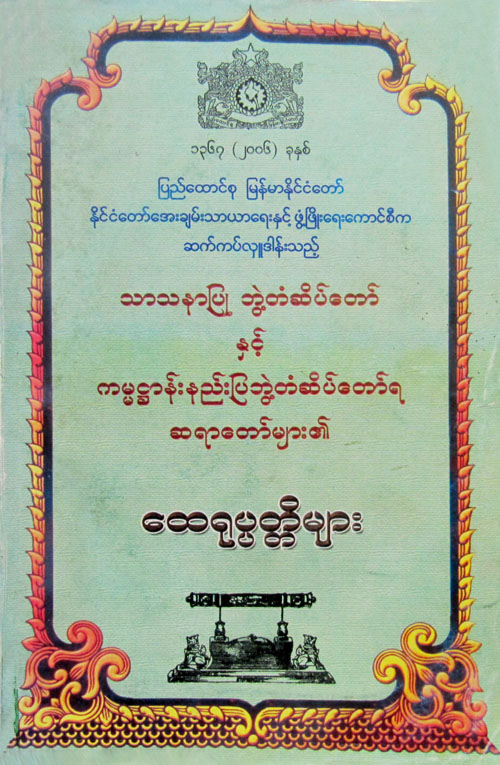 ၁၃၆၇ (၂၀၀၆) ခုနှစ်
ပြည်ထောင်စု မြန်မာနိုင်ငံတော်
နိုင်ငံတော်အေးချမ်းသာယာရေးနှင့် ဖွံ့ဖြိုးရေးကောင်စီက
ဆက်ကပ်လှူဒါန်းသည့်
သာသနာပြု ဘွဲ့တံဆိပ်တော်
နှင့်
ကမ္မဋ္ဌာန်းနည်းပြဘွဲ့တံဆိပ်တော်ရ
ဆရာတော်များ၏
ထေရုပ္ပတ္တိများ